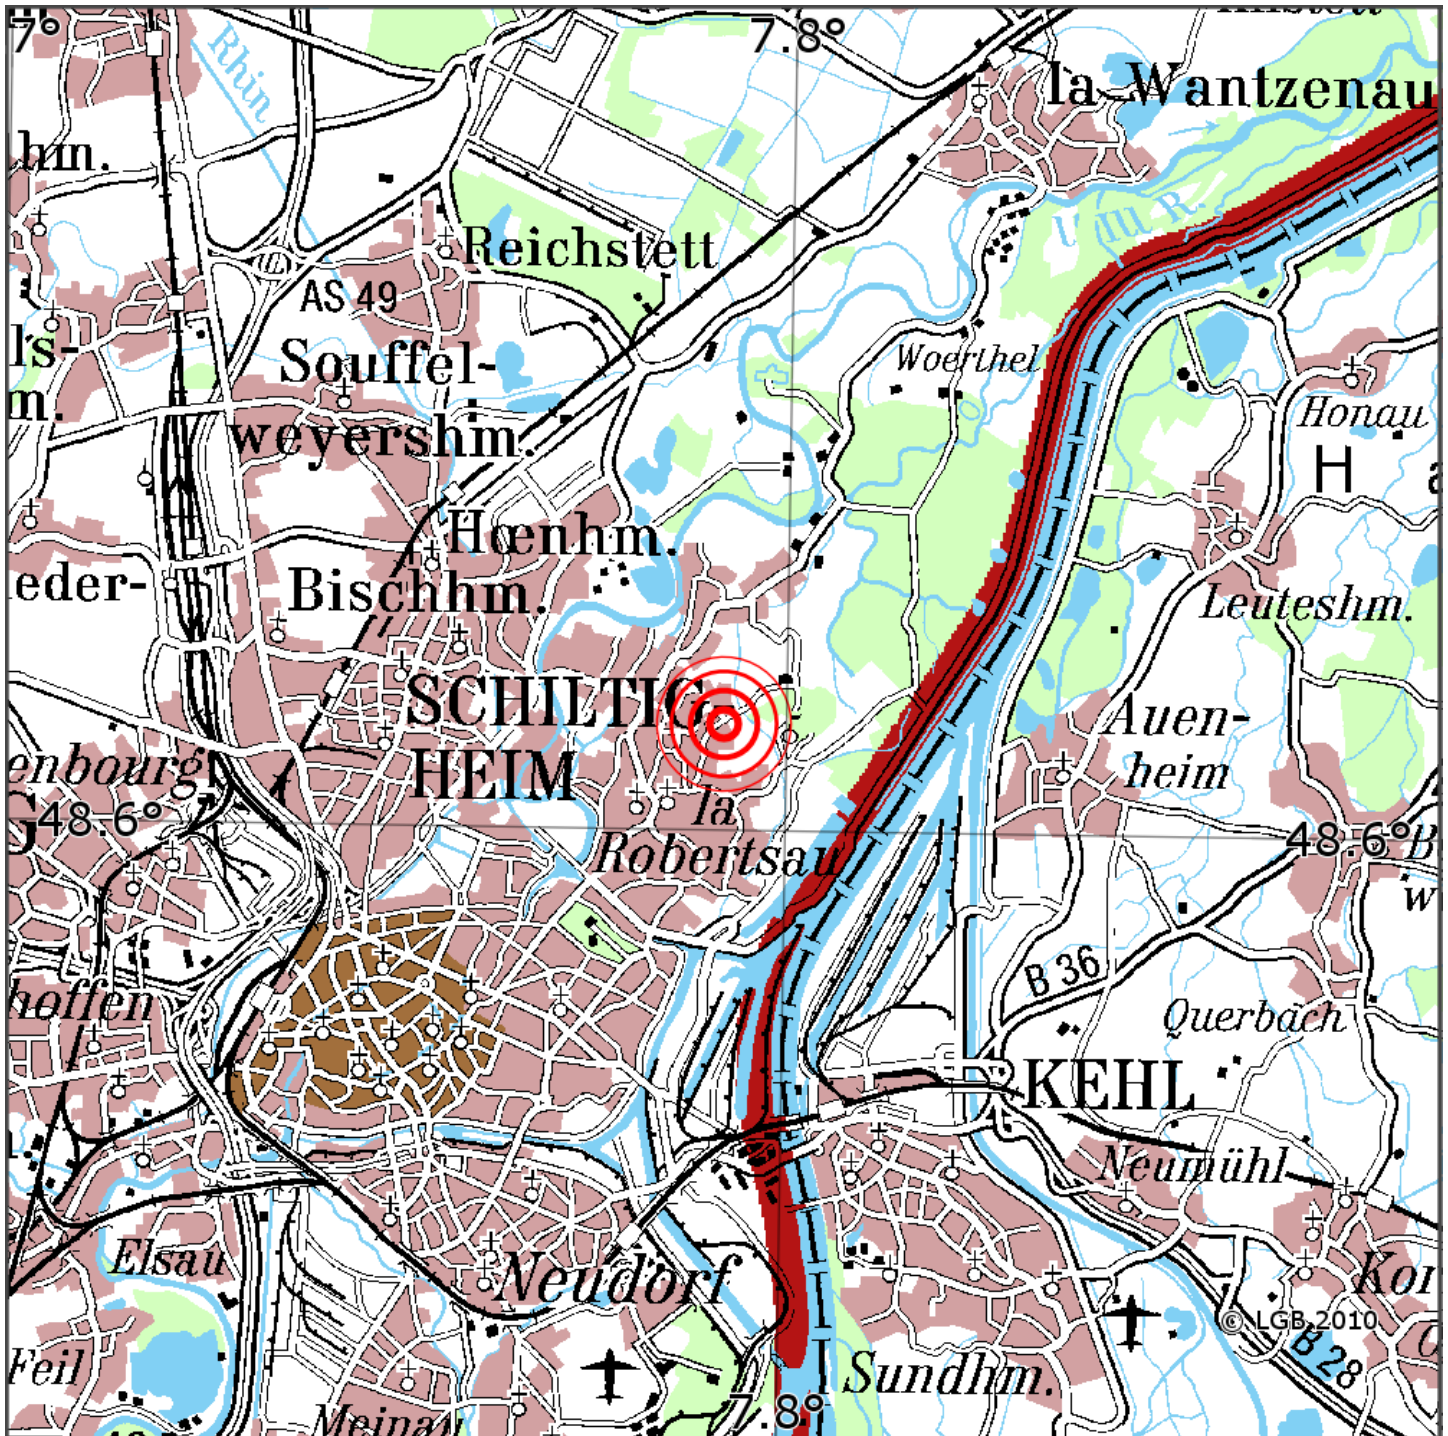 7°
7.8°
Rhin
la Wantzenau
hm.
Reichstett
l' Ill R.
AS 49
ls-
m.
Souffel-
weyershm.
Woerthel
Honau
H
Hœnhm.
eder-
Bischhm.
Leuteshm.
SCHILTIG-
HEIM
Auen-
heim
enbourg
G
48.6°
la
Robertsau
48.6°
B
w
B 36
hoffen
Querbach
KEHL
Neumühl
Elsau
Neudorf
Kor
© LGB 2010
B 28
Feil
Sundhm.
7.8°
Meinau